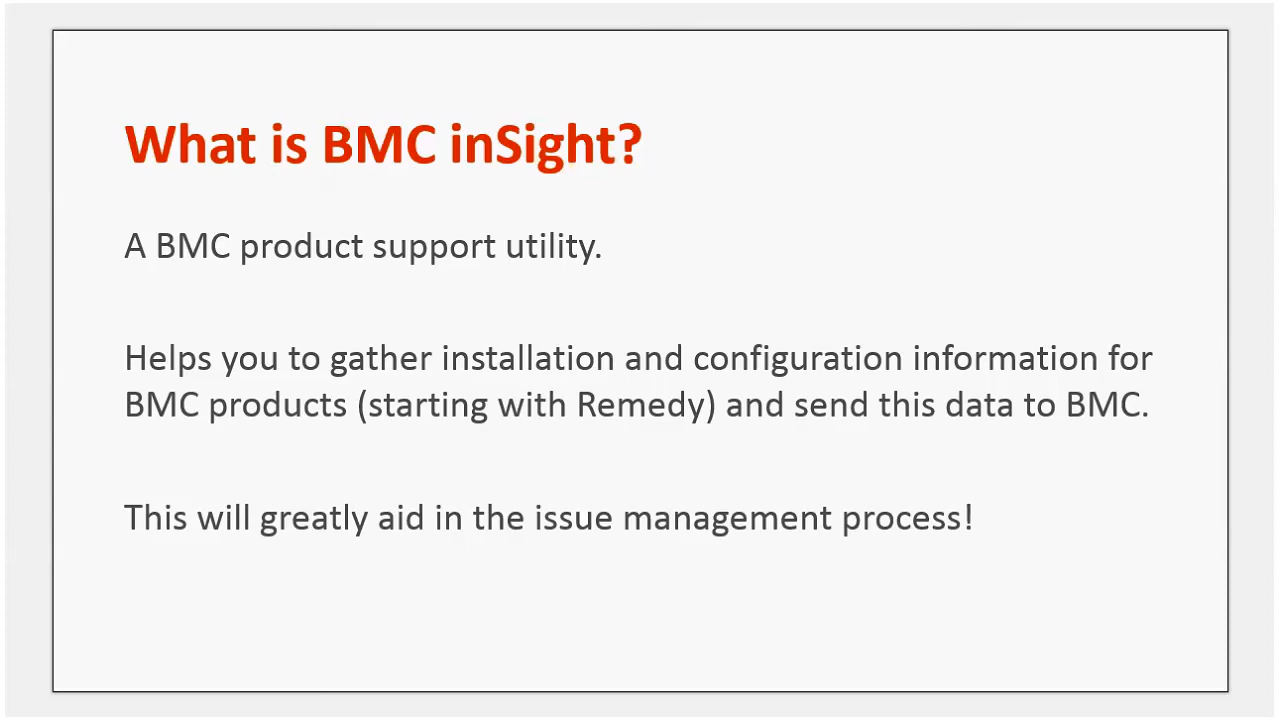 What is BMC inSight?
A BMC product support utility.
Helps you to gather installation and configuration information for
BMC products (starting with Remedy) and send this data to BMC.
This will greatly aid in the issue management process!